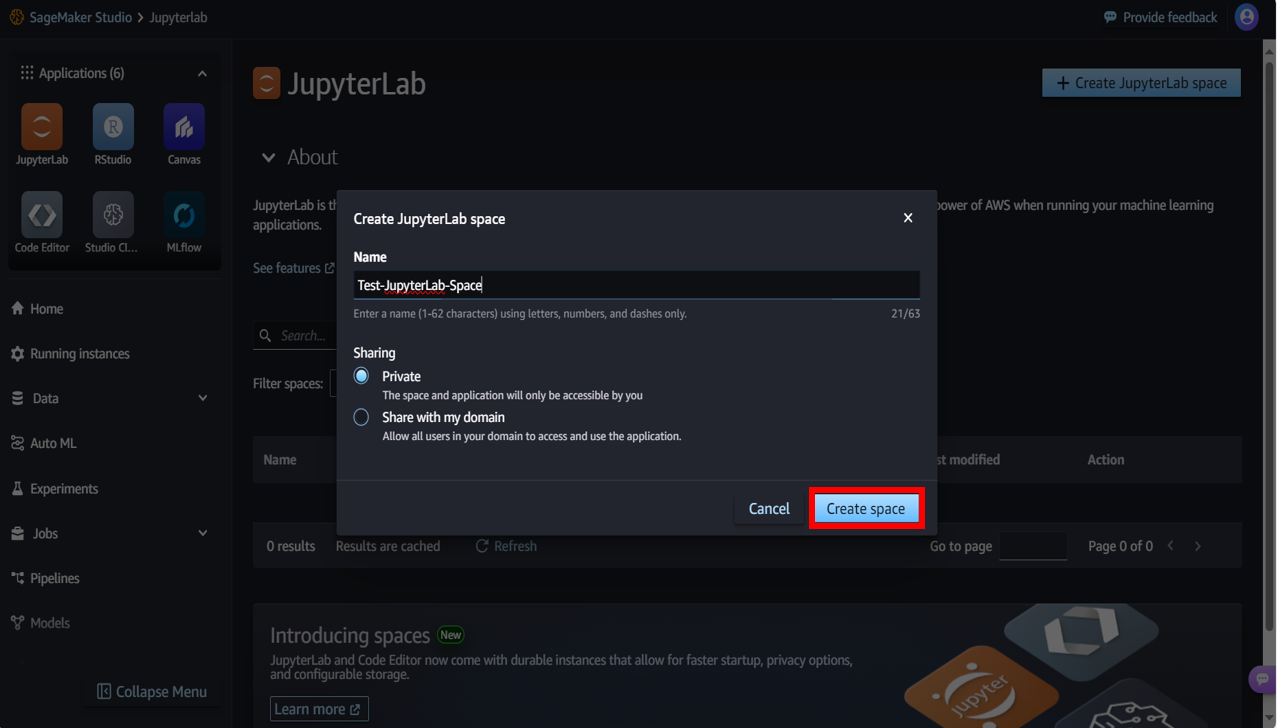 SageMaker Studio > Jupyterlab
Provide feedback
Applications (6)
JupyterLab
RStudio
Canvas
Code Editor
Studio Cl...
MLflow
Home
Running instances
Data
Auto ML
Experiments
Jobs
Pipelines
Models
Collapse Menu
JupyterLab
+ Create JupyterLab space
About
JupyterLab is
power of AWS when running your machine learning
applications.
See features
Search...
Filter spaces:
Create JupyterLab space
Name
Test-JupyterLab-Space
Enter a name (1-62 characters) using letters, numbers, and dashes only.
21/63
Sharing
Private
The space and application will only be accessible by you
Share with my domain
Allow all users in your domain to access and use the application.
Cancel
Create space
Name
modified
Action
0 results
Results are cached
Refresh
Go to page
Page 0 of 0
Introducing spaces New
JupyterLab and Code Editor now come with durable instances that allow for faster startup, privacy options,
and configurable storage.
Learn more
jupyter